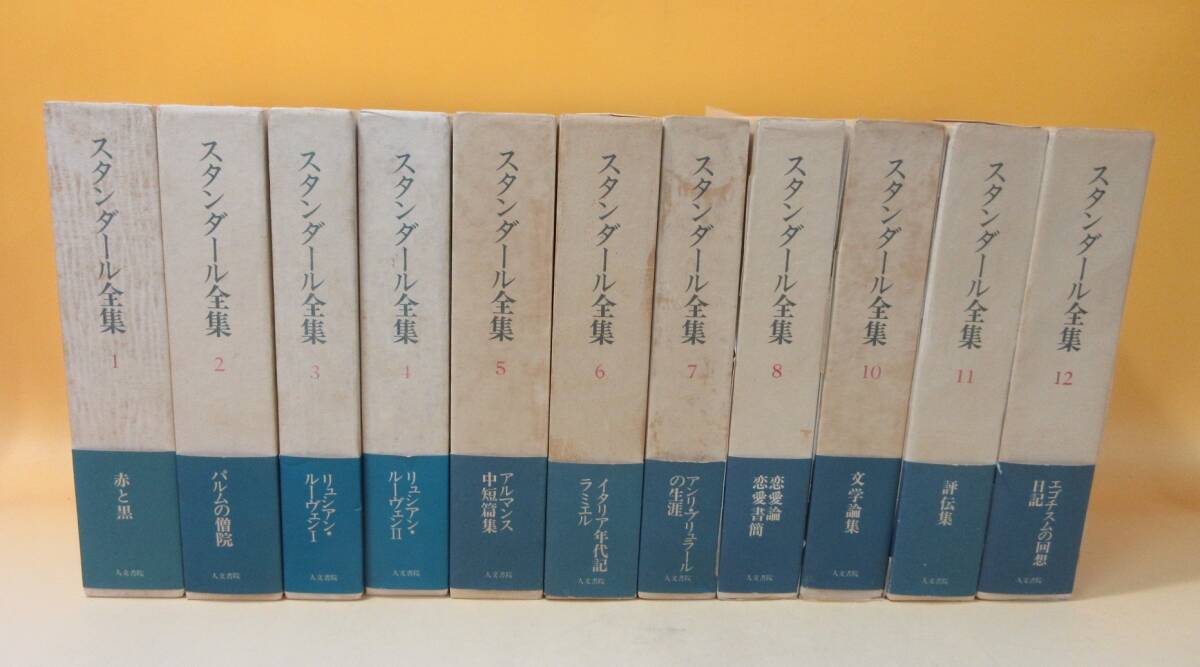 スタンダール全集
1
赤と黒
人文書院
スタンダール全集
2
パルムの僧院
人文書院
スタンダール全集
3
リュシアン・
ルーヴェンI
人文書院
スタンダール全集
4
リュシアン・
ルーヴェンII
人文書院
スタンダール全集
5
アルマンス
中短篇集
人文書院
スタンダール全集
6
イタリア年代記
ラミエル
人文書院
スタンダール全集
7
アンリ・ブリュラール
の生涯
人文書院
スタンダール全集
8
恋愛論
恋愛書簡
人文書院
スタンダール全集
10
文学論集
人文書院
スタンダール全集
11
評伝集
人文書院
スタンダール全集
12
エゴチスムの回想
日記
人文書院